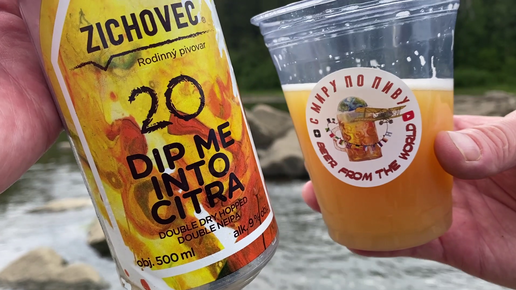 ZICHOVEC
Rodinný pivovar
20
DIP ME
INTO
CITRA
DOUBLE DRY HOPPED
DOUBLE NEIPA
obj. 500 ml
alk. 9 %
С МИРУ ПО ПИВУ
BEER FROM THE WORLD